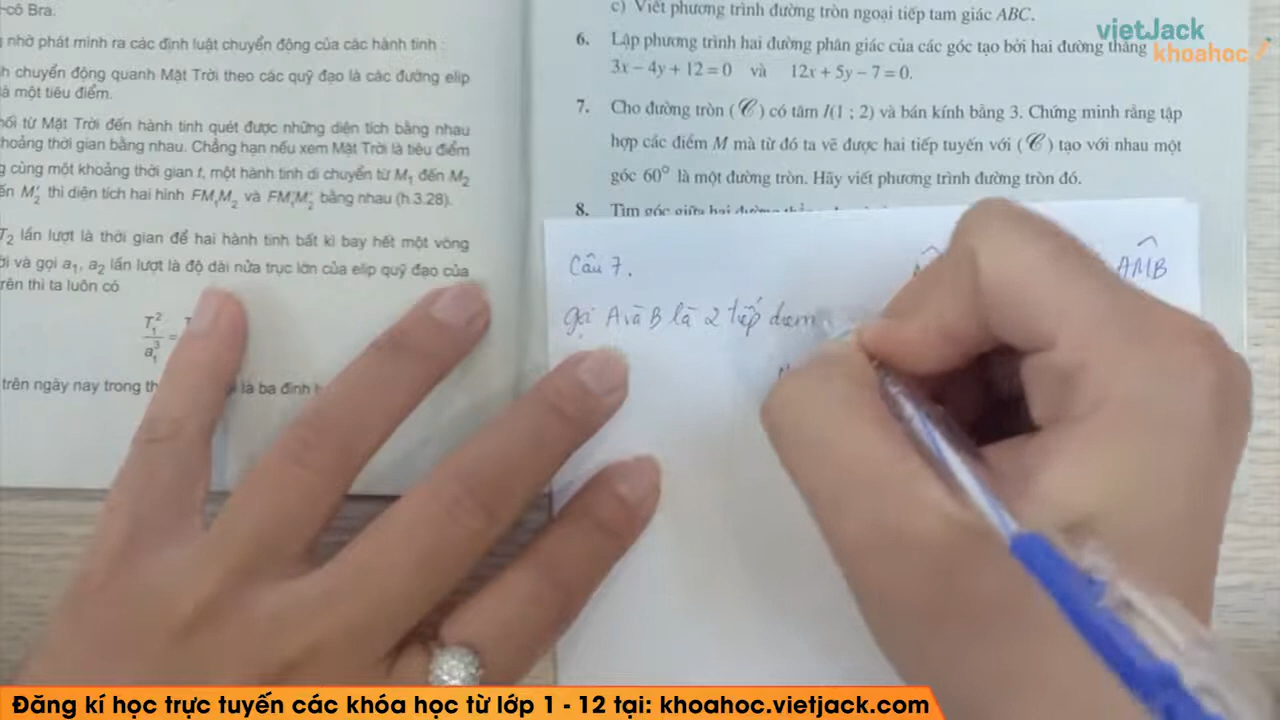 -có Bra.
nhờ phát minh ra các định luật chuyển động của các hành tinh :
h chuyển động quanh Mặt Trời theo các quỹ đạo là các đường elip
là một tiêu điểm.
nối từ Mặt Trời đến hành tinh quét được những diện tích bằng nhau
hoảng thời gian bằng nhau. Chẳng hạn nếu xem Mặt Trời là tiêu điểm
g cùng một khoảng thời gian t, một hành tinh di chuyển từ M₁ đến M₂
ến M′₂ thì diện tích hai hình FM₁M₂ và FM′₁M′₂ bằng nhau (h.3.28).
T₂ lần lượt là thời gian để hai hành tinh bất kì bay hết một vòng
ời và gọi a₁, a₂ lần lượt là độ dài nửa trục lớn của elip quỹ đạo của
rên thì ta luôn có
T₁²/a₁³ =
trên ngày nay trong th là ba định
c) Viết phương trình đường tròn ngoại tiếp tam giác ABC.
6. Lập phương trình hai đường phân giác của các góc tạo bởi hai đường thẳng
3x − 4y + 12 = 0 và 12x + 5y − 7 = 0.
7. Cho đường tròn (𝒞) có tâm I(1 ; 2) và bán kính bằng 3. Chứng minh rằng tập
hợp các điểm M mà từ đó ta vẽ được hai tiếp tuyến với (𝒞) tạo với nhau một
góc 60° là một đường tròn. Hãy viết phương trình đường tròn đó.
8. Tìm góc giữa hai đường
Câu 7.
AMB
gọi A và B là 2 tiếp điểm
vietJack
khoahoc
Đăng kí học trực tuyến các khóa học từ lớp 1 - 12 tại: khoahoc.vietjack.com